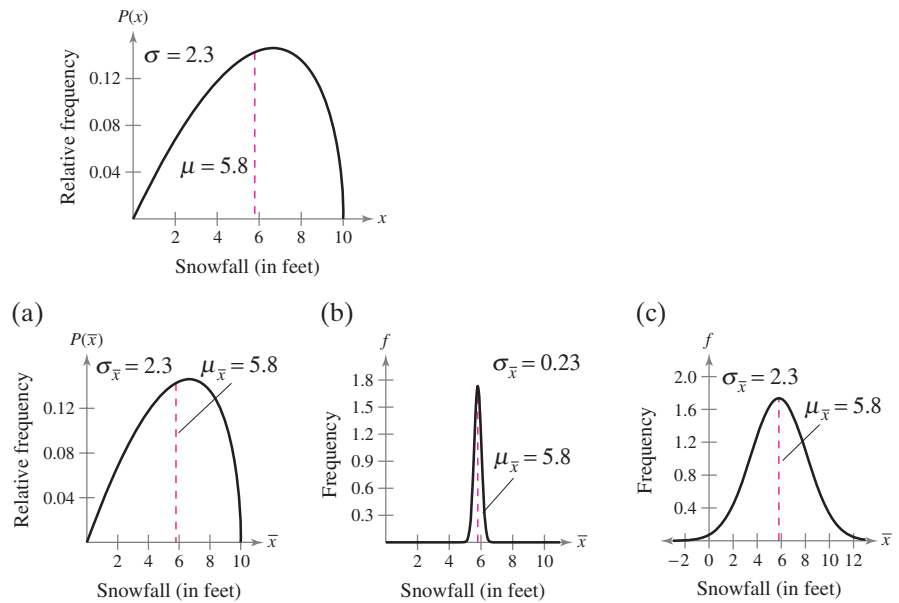 P(x)
σ = 2.3
Relative frequency
0.12
0.08
0.04
μ = 5.8
2 4 6 8 10
x
Snowfall (in feet)
(a)
P(x̅)
σx̅ = 2.3
μx̅ = 5.8
Relative frequency
0.12
0.08
0.04
2 4 6 8 10
x̅
Snowfall (in feet)
(b)
f
σx̅ = 0.23
Frequency
1.8
1.5
1.2
0.9
0.6
0.3
μx̅ = 5.8
2 4 6 8 10
x̅
Snowfall (in feet)
(c)
f
σx̅ = 2.3
Frequency
2.0
1.6
1.2
0.8
0.4
μx̅ = 5.8
−2 0 2 4 6 8 10 12
x̅
Snowfall (in feet)